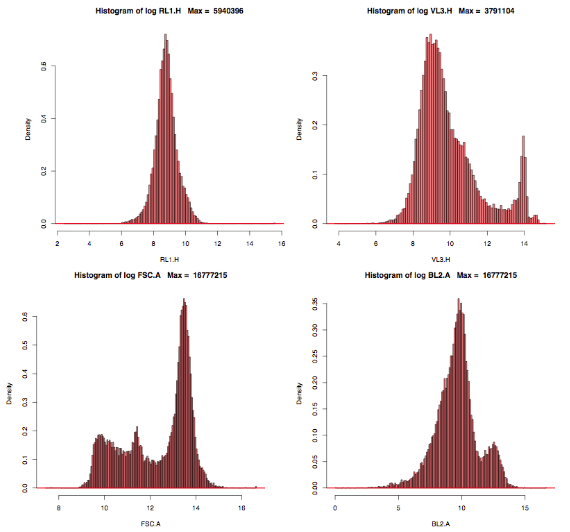 Histogram of log RL1.H Max = 5940396
Density
0.0 0.2 0.4 0.6
2 4 6 8 10 12 14 16
RL1.H
Histogram of log VL3.H Max = 3791104
Density
0.0 0.1 0.2 0.3
4 6 8 10 12 14
VL3.H
Histogram of log FSC.A Max = 16777215
Density
0.0 0.1 0.2 0.3 0.4 0.5 0.6
8 10 12 14 16
FSC.A
Histogram of log BL2.A Max = 16777215
Density
0.00 0.05 0.10 0.15 0.20 0.25 0.30 0.35
0 5 10 15
BL2.A